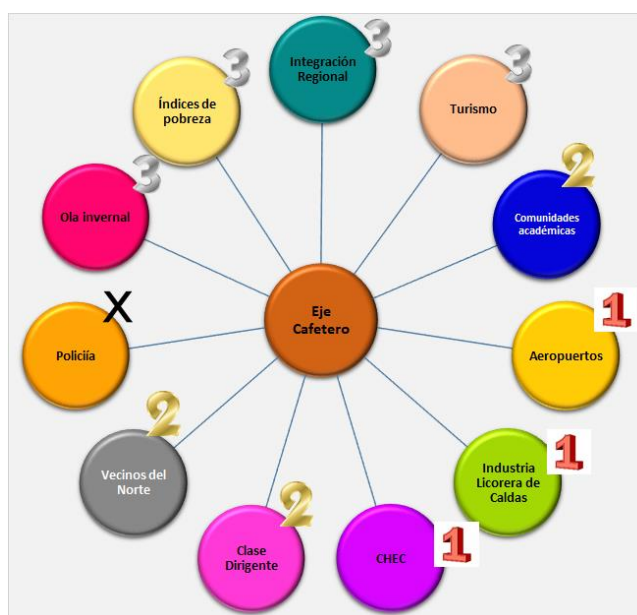 3
Integración
Regional
3
Turismo
2
Comunidades
académicas
1
Aeropuertos
1
Industria
Licorera de
Caldas
1
CHEC
2
Clase
Dirigente
2
Vecinos del
Norte
X
Policiía
3
Ola invernal
3
Índices de
pobreza
Eje
Cafetero